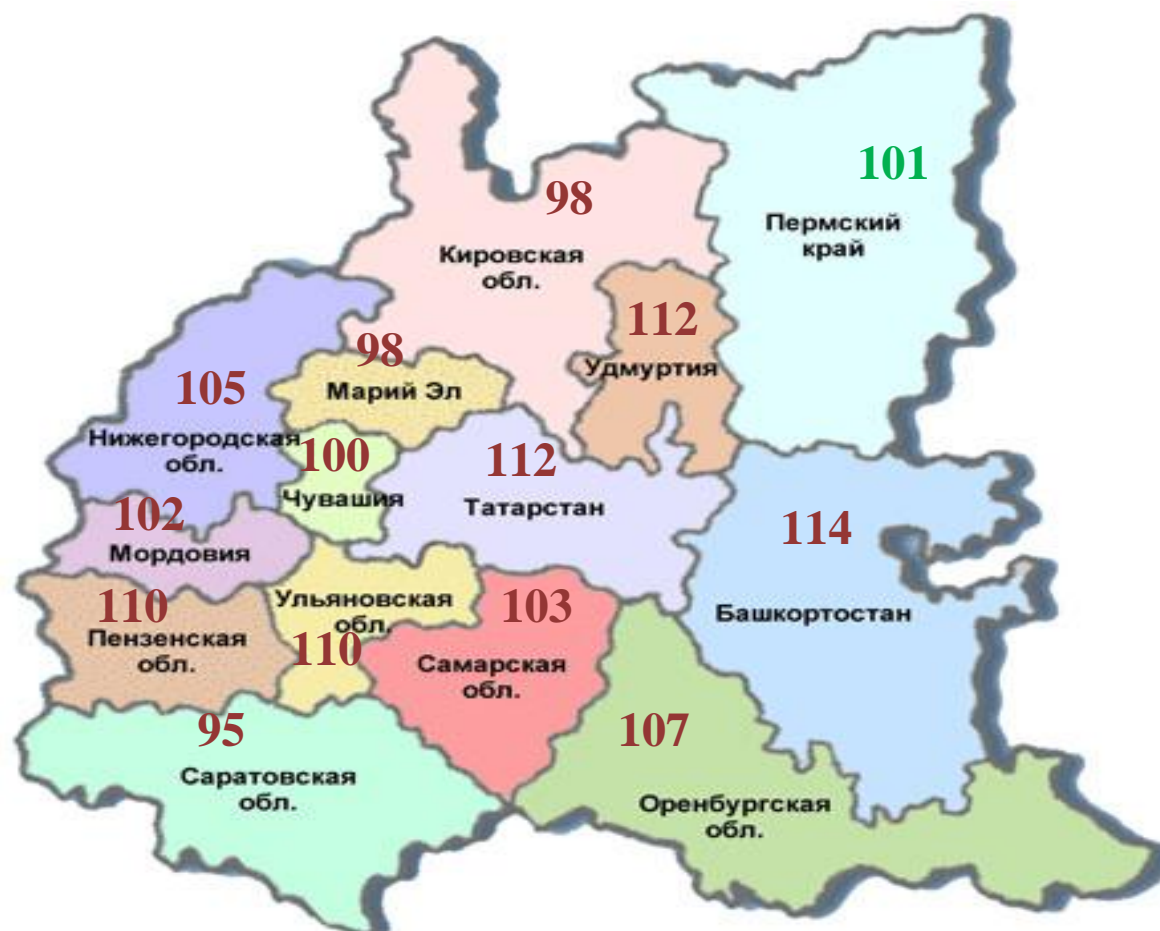 101
Пермский
край
98
Кировская
обл.
112
Удмуртия
98
Марий Эл
105
Нижегородская
обл.
100
Чувашия
112
Татарстан
102
Мордовия
114
Башкортостан
110
Пензенская
обл.
Ульяновская
обл.
110
103
Самарская
обл.
95
Саратовская
обл.
107
Оренбургская
обл.